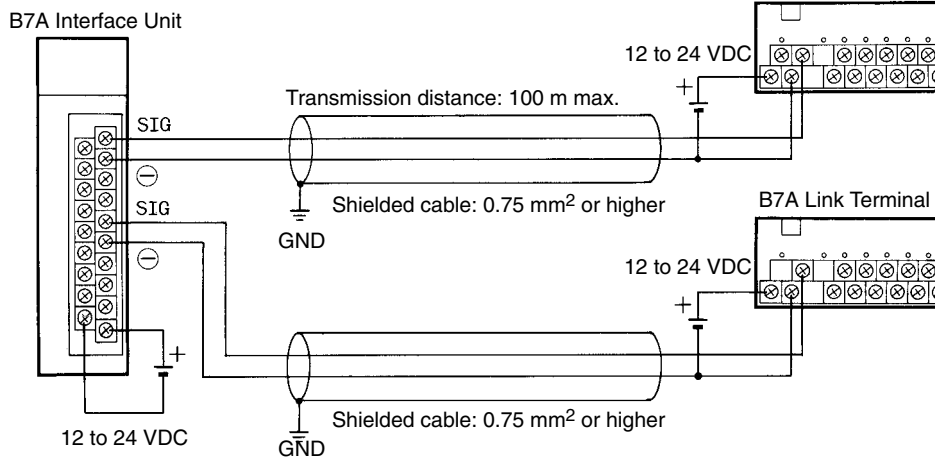 B7A Interface Unit
12 to 24 VDC
+
Transmission distance: 100 m max.
SIG
−
Shielded cable: 0.75 mm² or higher
GND
SIG
−
B7A Link Terminal
12 to 24 VDC
+
+
12 to 24 VDC
Shielded cable: 0.75 mm² or higher
GND